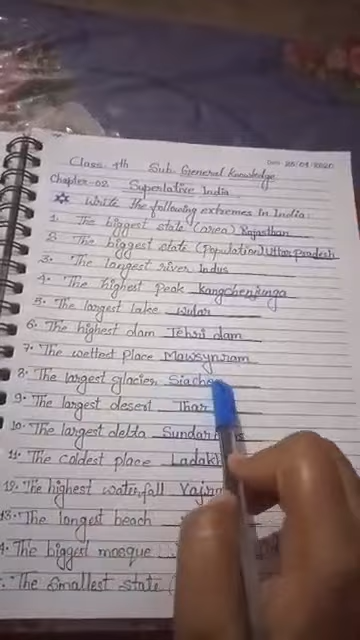 Class 4th Sub. General Knowledge
Chapter-02 Superlative India
Write the following extremes In India.
1. The biggest state (area) Rajasthan
2. The biggest state (Population) Uttar Pradesh
3. The longest river Indus
4. The highest peak Kangchenjunga
5. The largest lake wular
6. The highest dam Tehri dam
7. The wettest place Mawsynram
8. The largest glacier Siachen
9. The largest desert Thar
10. The largest delta
11. The coldest place Ladakh
12. The highest waterfall
13. The longest beach
The biggest mosque
The smallest state (